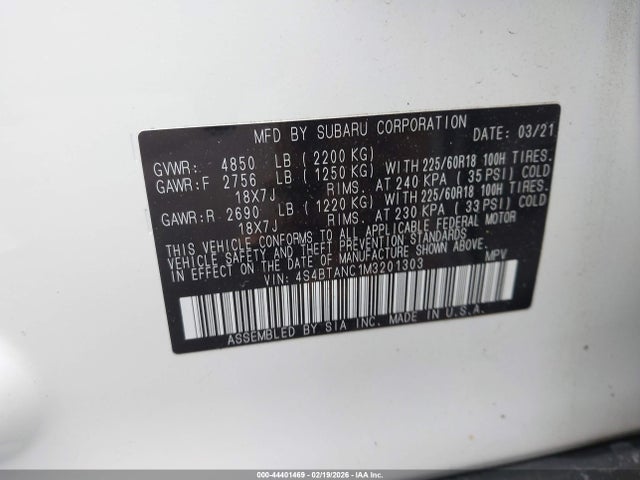 MFD BY SUBARU CORPORATION DATE: 03/21
GVWR: 4850 LB (2200 KG)
GAWR:F 2756 LB (1250 KG) WITH 225/60R18 100H TIRES.
18X7J RIMS. AT 240 KPA (35 PSI) COLD
GAWR:R 2690 LB (1220 KG) WITH 225/60R18 100H TIRES.
18X7J RIMS. AT 230 KPA (33 PSI) COLD
THIS VEHICLE CONFORMS TO ALL APPLICABLE FEDERAL MOTOR
VEHICLE SAFETY AND THEFT PREVENTION STANDARDS
IN EFFECT ON THE DATE OF MANUFACTURE SHOWN ABOVE.
VIN: 4S4BTANC1M3201303 MPV
ASSEMBLED BY SIA INC. MADE IN U.S.A.
000-44401469 - 02/19/2026 - © IAA Inc.